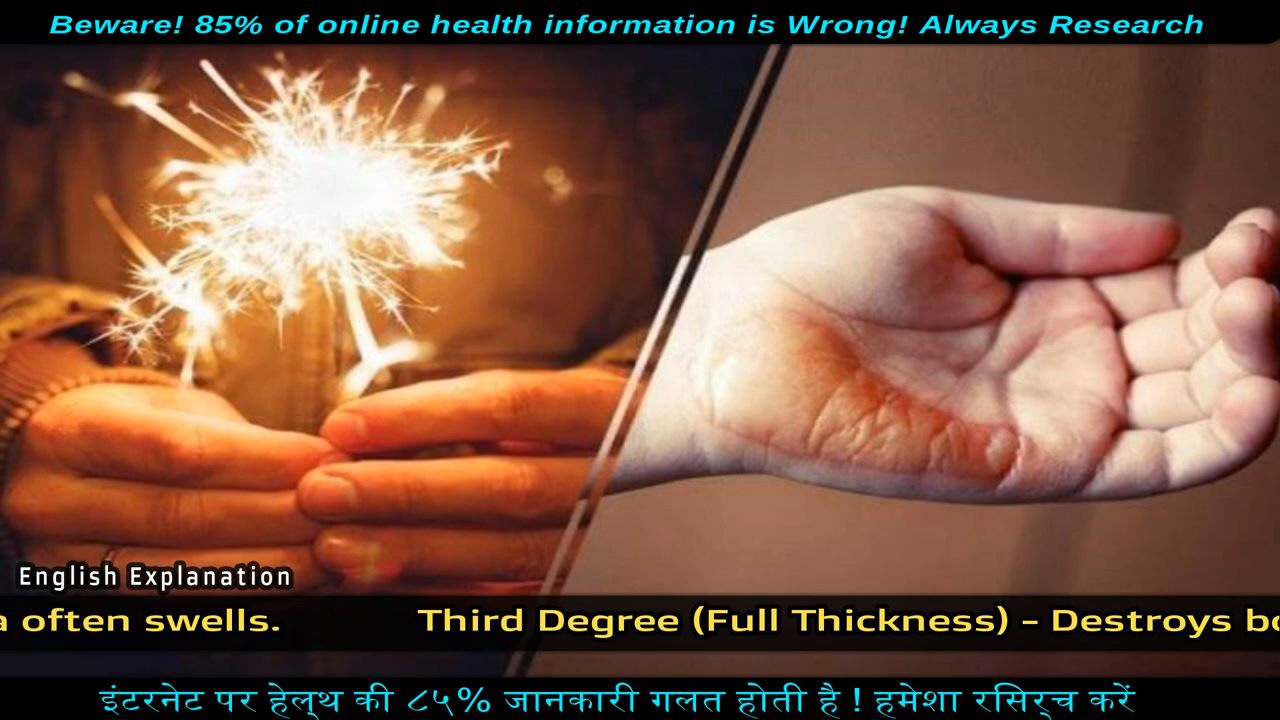 Beware! 85% of online health information is Wrong! Always Research
English Explanation
often swells. Third Degree (Full Thickness) – Destroys
इंटरनेट पर हेल्थ की ८५% जानकारी गलत होती है ! हमेशा रसिर्च करें